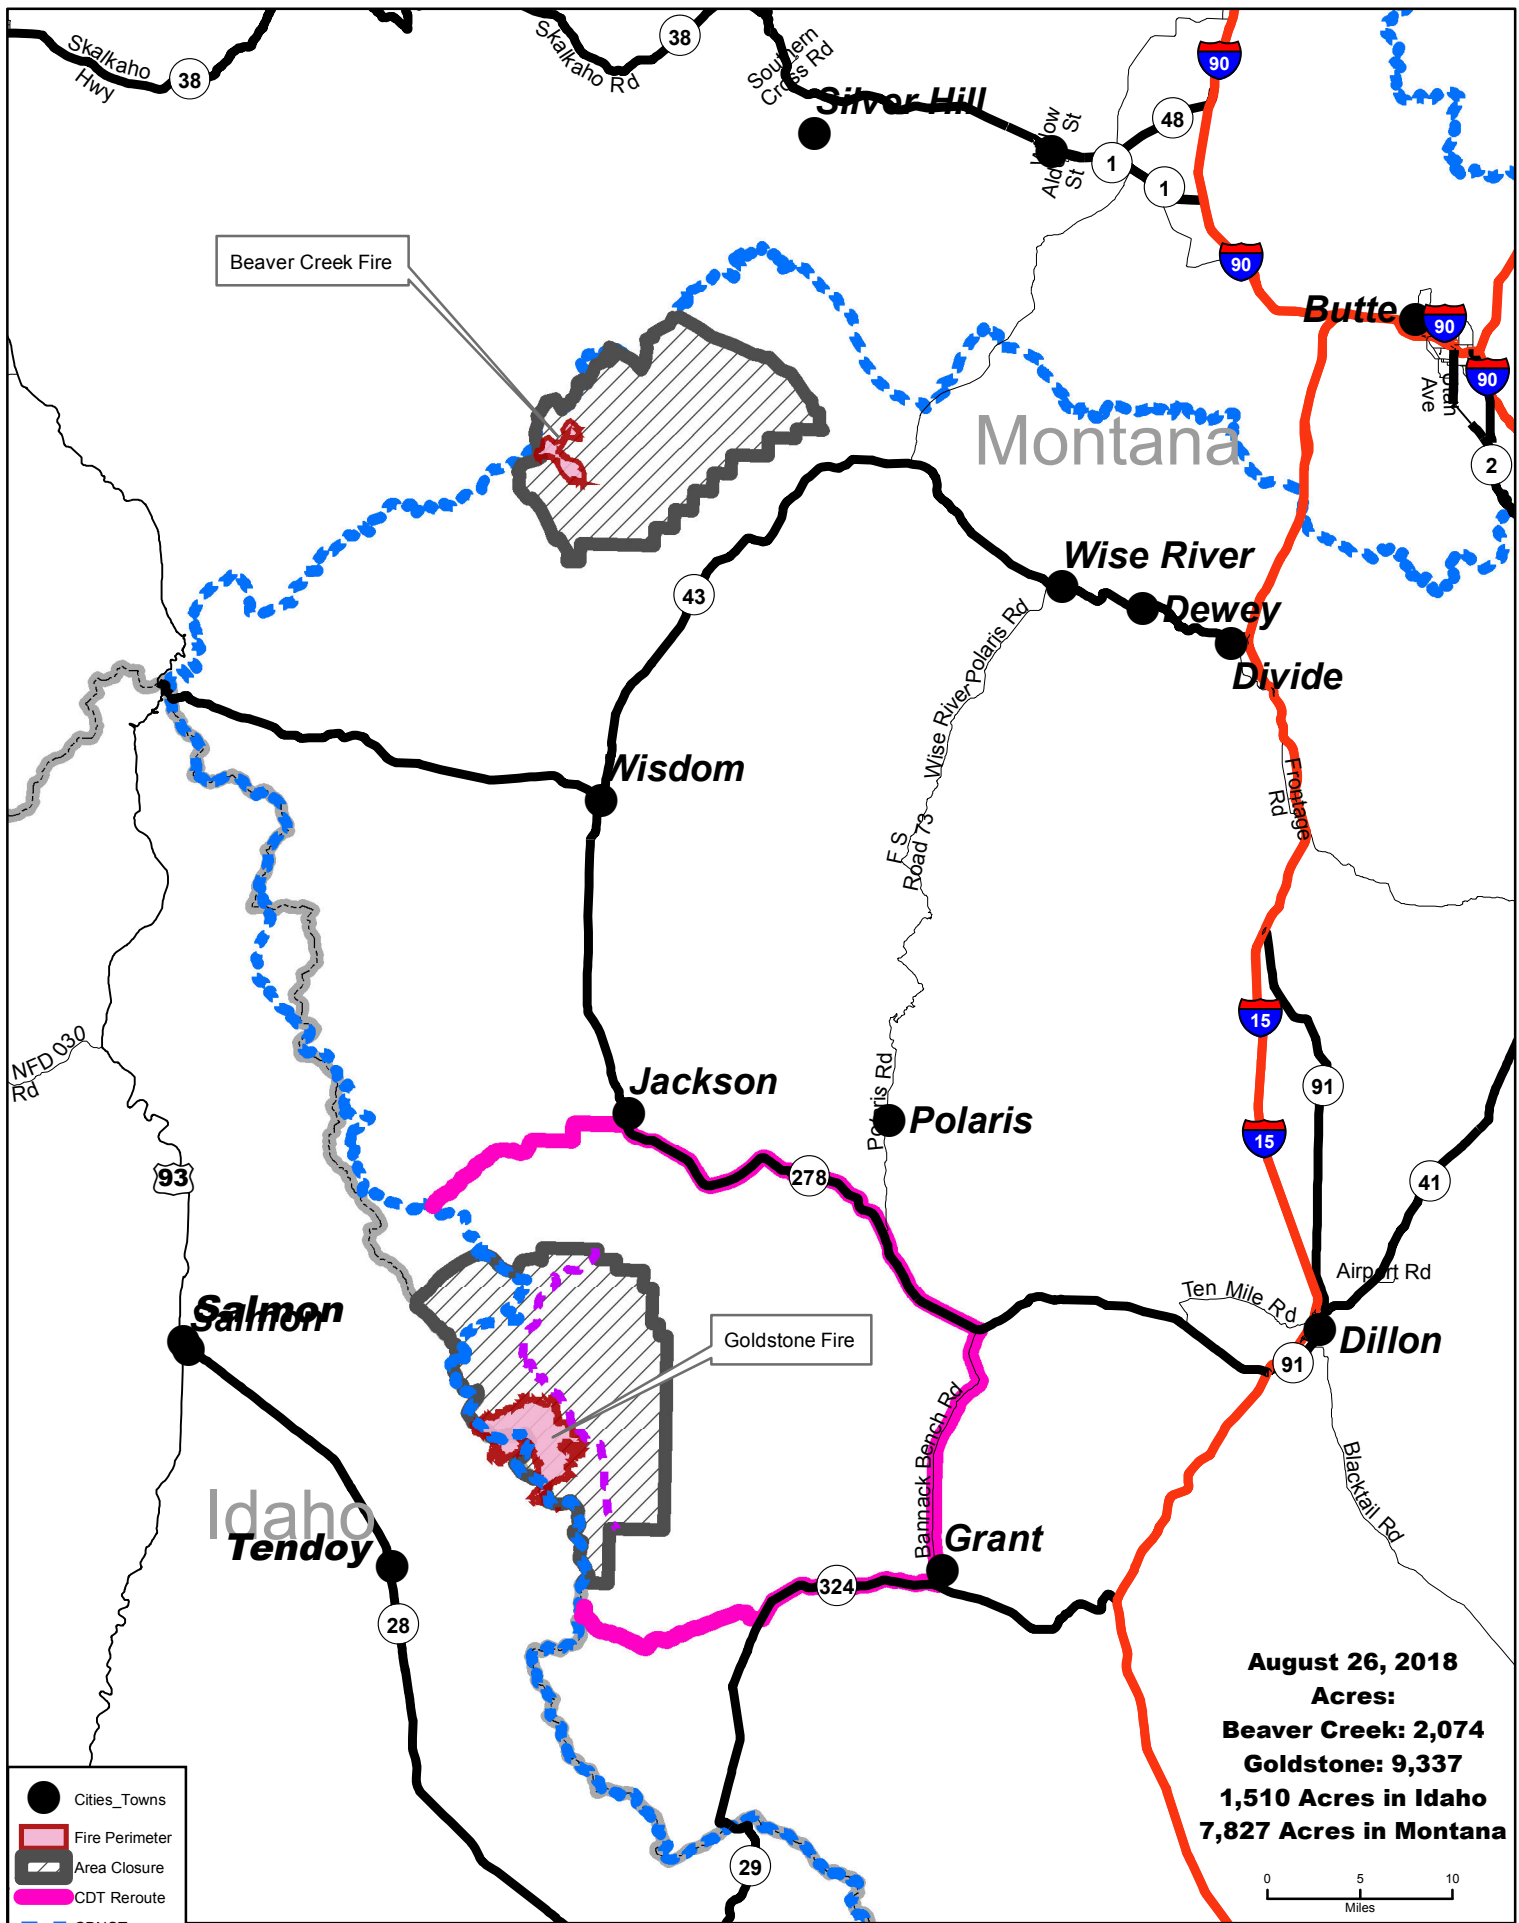 Skalkaho
Hwy
38
Skalkaho Rd
38
Southern
Cross Rd
Silver Hill
90
48
St
1
St
1
Beaver Creek Fire
90
Butte
90
90
Ave
2
Montana
Wise River
Dewey
Divide
43
Wise River Polaris Rd
Wisdom
F S
Road 73
Frontage
Rd
15
91
NFD 030
Rd
Jackson
Polaris Rd
Polaris
15
93
278
41
Salmon
Salmon
Goldstone Fire
Ten Mile Rd
Airport Rd
Dillon
91
Bannack Bench Rd
Blacktail Rd
Idaho
Tendoy
Grant
324
28
29
August 26, 2018
Acres:
Beaver Creek: 2,074
Goldstone: 9,337
1,510 Acres in Idaho
7,827 Acres in Montana
0 5 10
Miles
Cities_Towns
Fire Perimeter
Area Closure
CDT Reroute